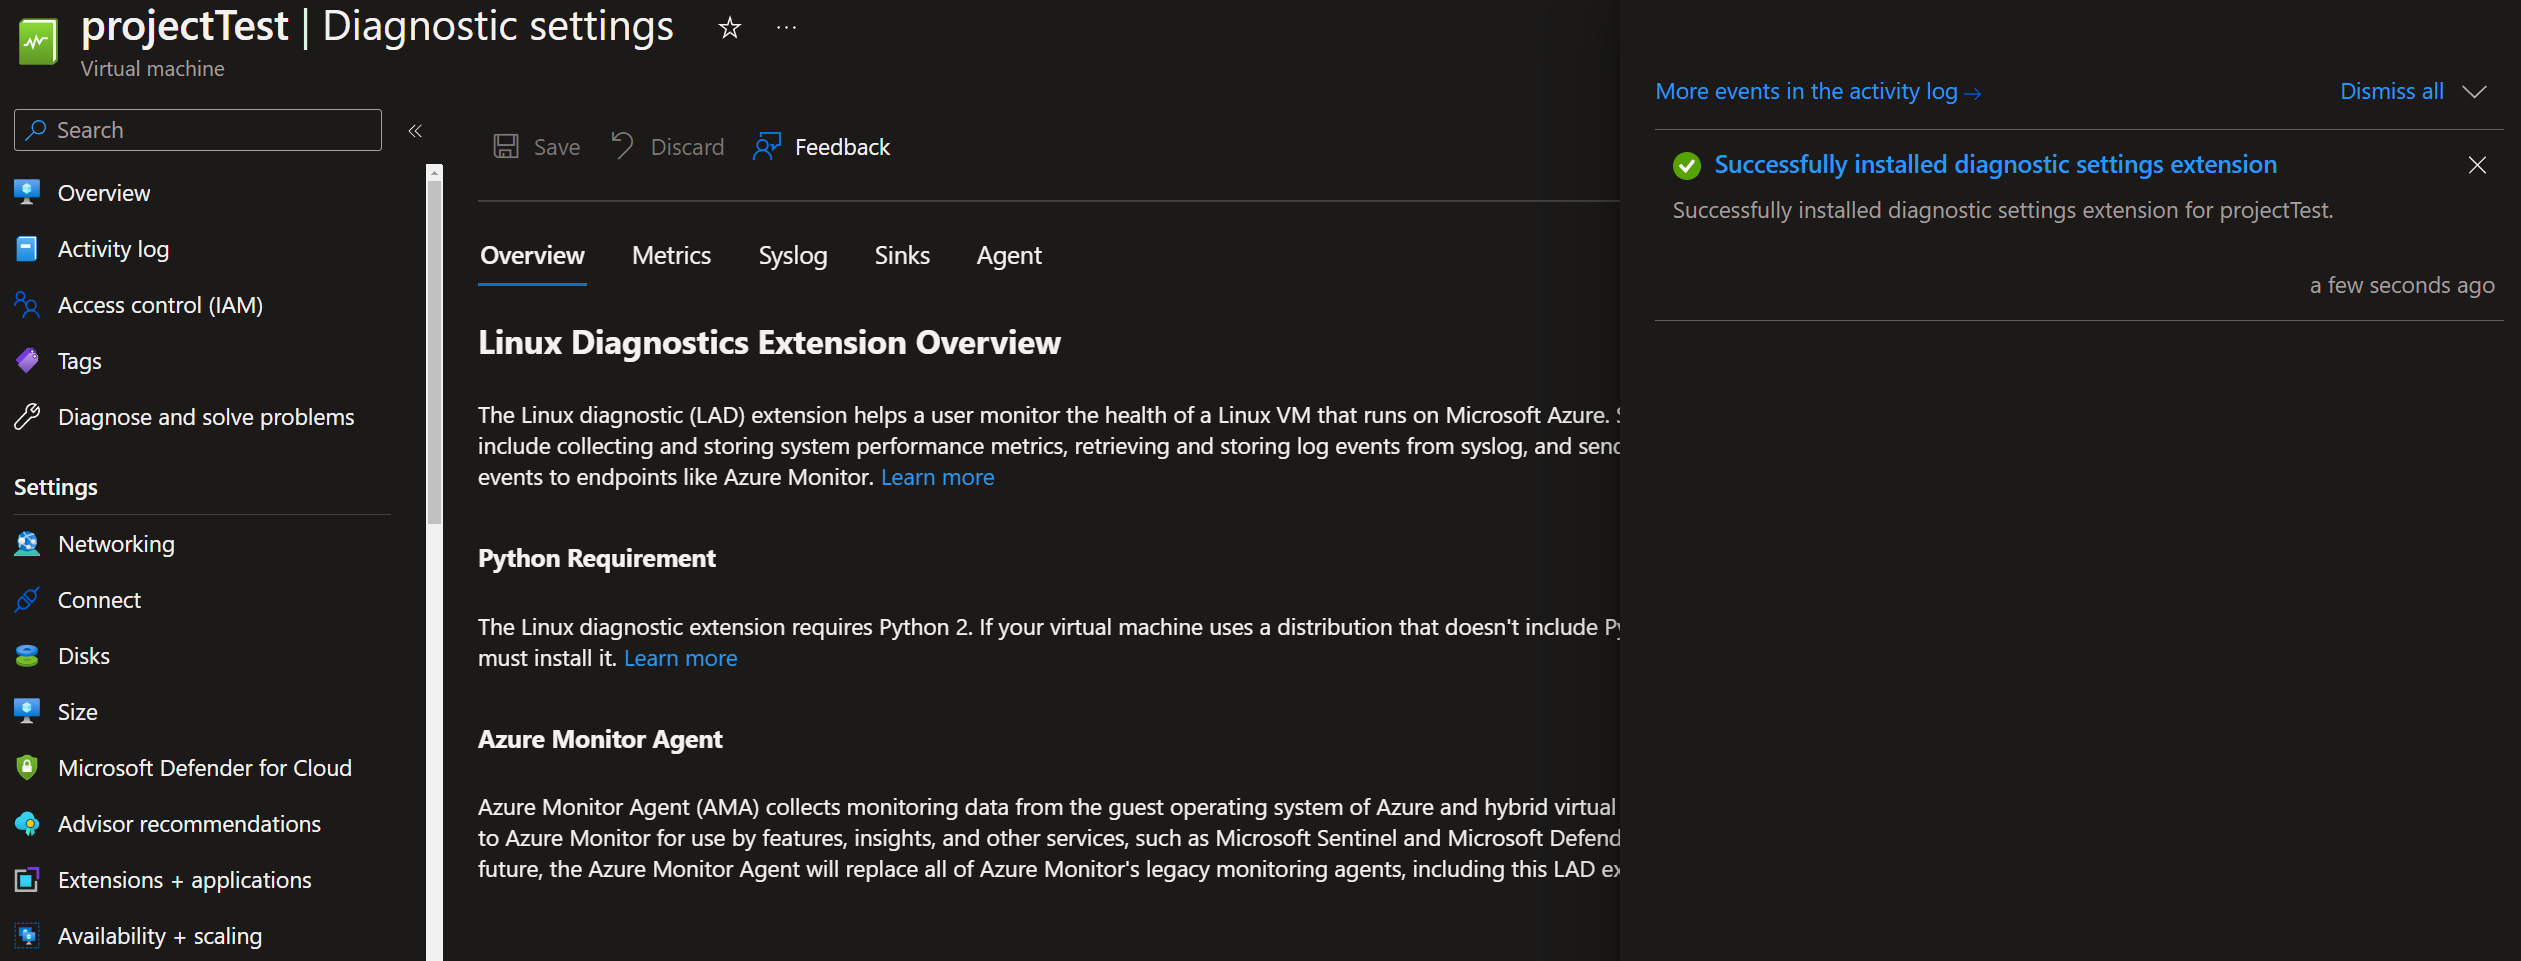 projectTest | Diagnostic settings
Virtual machine
Search
Overview
Activity log
Access control (IAM)
Tags
Diagnose and solve problems
Settings
Networking
Connect
Disks
Size
Microsoft Defender for Cloud
Advisor recommendations
Extensions + applications
Availability + scaling
Save Discard Feedback
Overview Metrics Syslog Sinks Agent
Linux Diagnostics Extension Overview
The Linux diagnostic (LAD) extension helps a user monitor the health of a Linux VM that runs on Microsoft Azure.
include collecting and storing system performance metrics, retrieving and storing log events from syslog, and
events to endpoints like Azure Monitor. Learn more
Python Requirement
The Linux diagnostic extension requires Python 2. If your virtual machine uses a distribution that doesn't include
must install it. Learn more
Azure Monitor Agent
Azure Monitor Agent (AMA) collects monitoring data from the guest operating system of Azure and hybrid virtual
to Azure Monitor for use by features, insights, and other services, such as Microsoft Sentinel and Microsoft
future, the Azure Monitor Agent will replace all of Azure Monitor's legacy monitoring agents, including this LAD
More events in the activity log →
Dismiss all
Successfully installed diagnostic settings extension
Successfully installed diagnostic settings extension for projectTest.
a few seconds ago